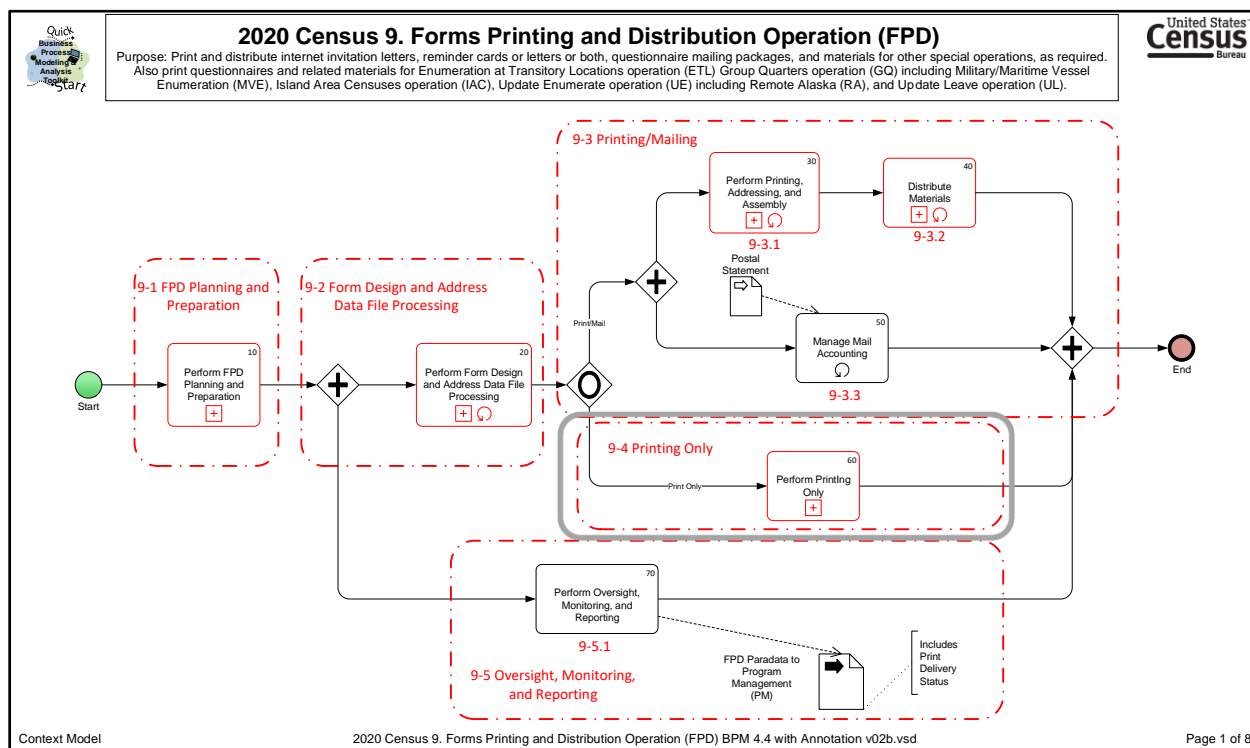 Quick
Business
Process
Modeling &
Analysis
Toolkit
Start
2020 Census 9. Forms Printing and Distribution Operation (FPD)
Purpose: Print and distribute internet invitation letters, reminder cards or letters or both, questionnaire mailing packages, and materials for other special operations, as required.
Also print questionnaires and related materials for Enumeration at Transitory Locations operation (ETL) Group Quarters operation (GQ) including Military/Maritime Vessel
Enumeration (MVE), Island Area Censuses operation (IAC), Update Enumerate operation (UE) including Remote Alaska (RA), and Update Leave operation (UL).
United States
Census
Bureau
9-3 Printing/Mailing
30
Perform Printing,
Addressing, and
Assembly
9-3.1
40
Distribute
Materials
9-3.2
Postal
Statement
50
Manage Mail
Accounting
9-3.3
9-1 FPD Planning and
Preparation
10
Perform FPD
Planning and
Preparation
Start
9-2 Form Design and Address
Data File Processing
20
Perform Form Design
and Address Data File
Processing
Print/Mail
End
9-4 Printing Only
Print Only
60
Perform Printing
Only
70
Perform Oversight,
Monitoring, and
Reporting
9-5.1
9-5 Oversight, Monitoring,
and Reporting
FPD Paradata to
Program
Management
(PM)
Includes
Print
Delivery
Status
Context Model
2020 Census 9. Forms Printing and Distribution Operation (FPD) BPM 4.4 with Annotation v02b.vsd
Page 1 of 8